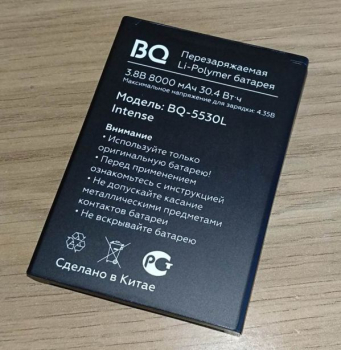 BQ
Перезаряжаемая
Li-Polymer батарея
3.8В 8000 мАч 30.4 Вт·ч
Максимальное напряжение для зарядки: 4.35В
Модель: BQ-5530L
Intense
Внимание
• Используйте только
оригинальную батарею!
• Перед применением
ознакомьтесь с инструкцией
• Не допускайте касание
металлическими предметами
контактов батареи
• Не вскрывайте батарею
Сделано в Китае